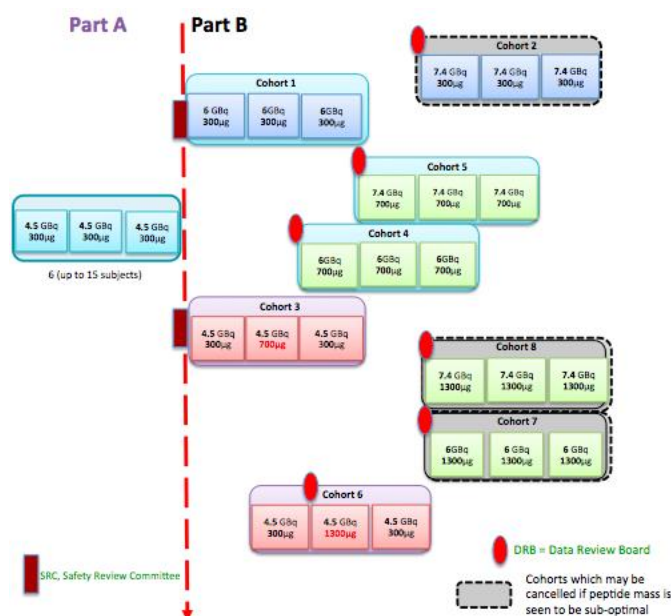 Part A
Part B
Cohort 2
7.4 GBq 7.4 GBq 7.4 GBq
300µg 300µg 300µg
Cohort 1
6 GBq 6GBq 6GBq
300µg 300µg 300µg
Cohort 5
7.4 GBq 7.4 GBq 7.4 GBq
700µg 700µg 700µg
4.5 GBq 4.5 GBq 4.5 GBq
300µg 300µg 300µg
6 (up to 15 subjects)
Cohort 4
6GBq 6GBq 6GBq
700µg 700µg 700µg
Cohort 3
4.5 GBq 4.5 GBq 4.5 GBq
300µg 700µg 300µg
Cohort 8
7.4 GBq 7.4 GBq 7.4 GBq
1300µg 1300µg 1300µg
Cohort 7
6GBq 6 GBq 6 GBq
1300µg 1300µg 1300µg
Cohort 6
4.5 GBq 4.5 GBq 4.5 GBq
300µg 1300µg 300µg
SRC, Safety Review Committee
DRB = Data Review Board
Cohorts which may be
cancelled if peptide mass is
seen to be sub-optimal